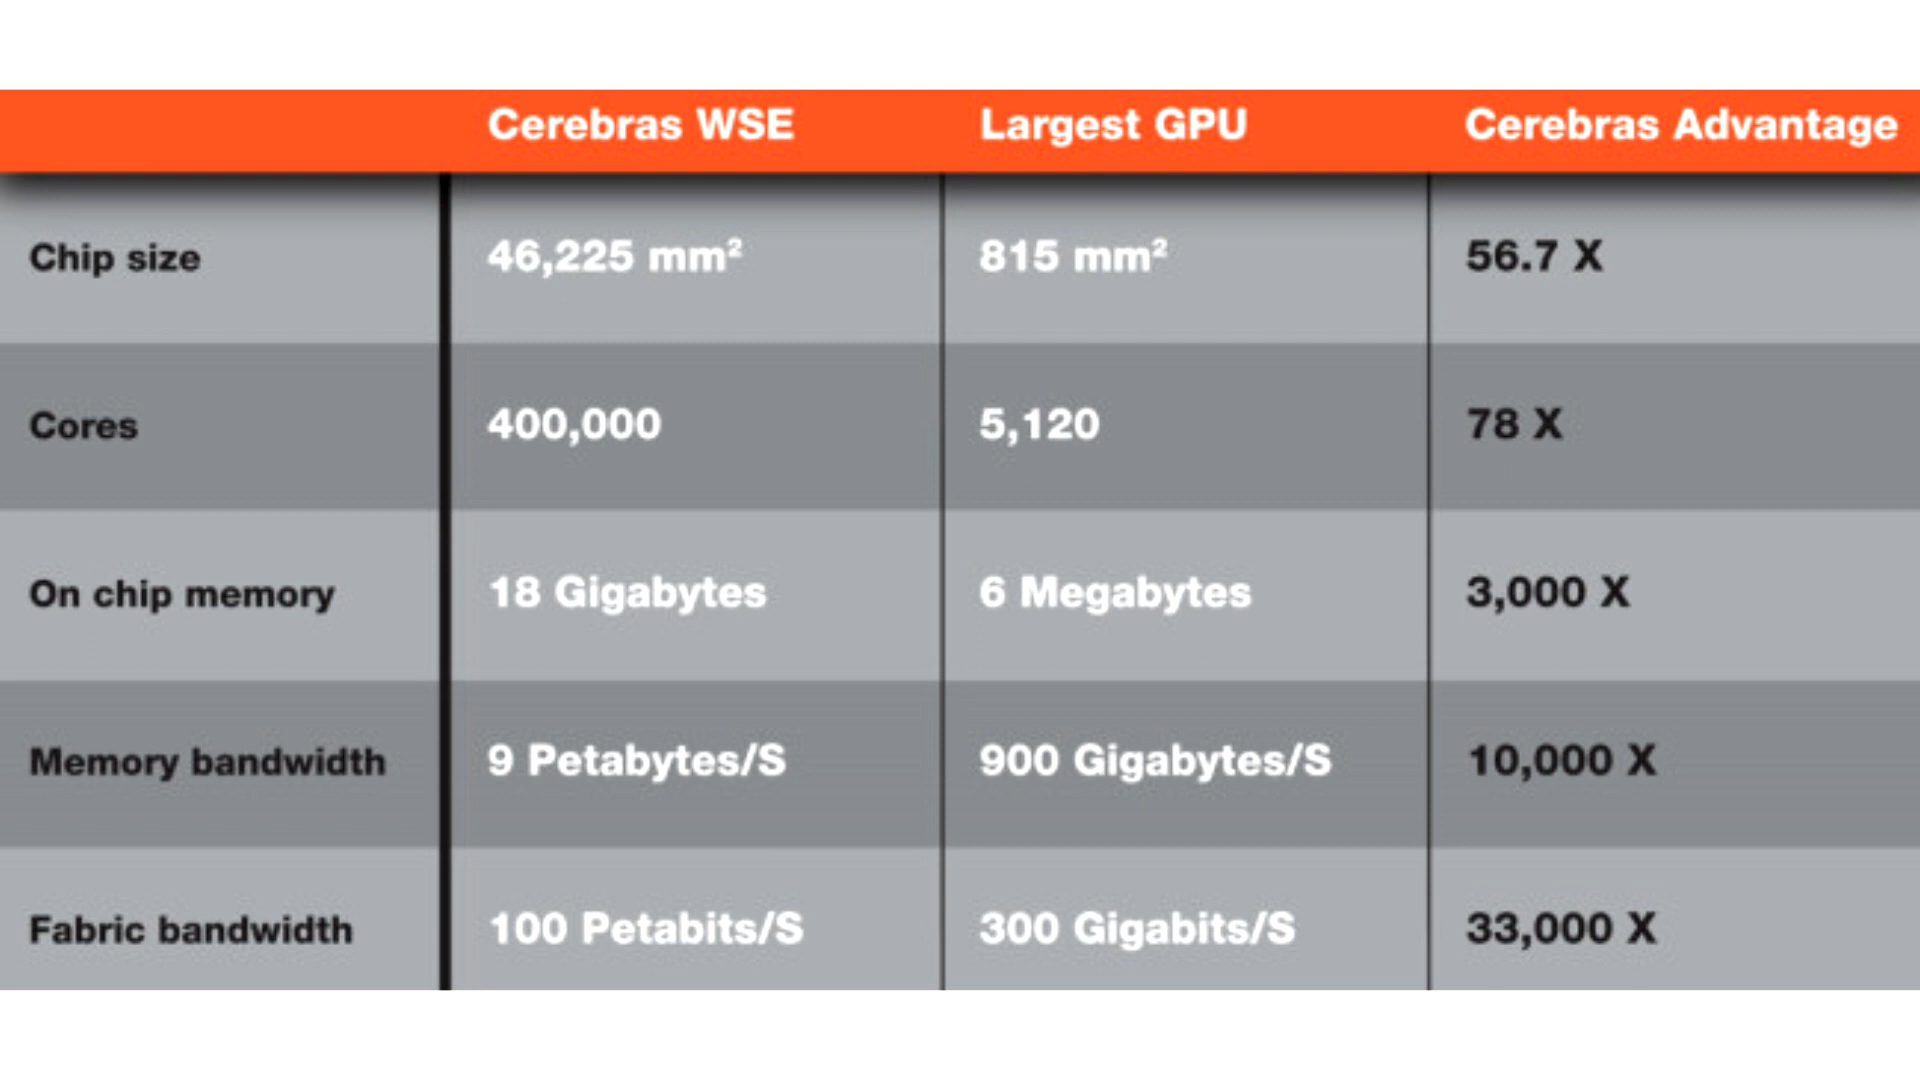 Cerebras WSE Largest GPU Cerebras Advantage
Chip size 46,225 mm² 815 mm² 56.7 X
Cores 400,000 5,120 78 X
On chip memory 18 Gigabytes 6 Megabytes 3,000 X
Memory bandwidth 9 Petabytes/S 900 Gigabytes/S 10,000 X
Fabric bandwidth 100 Petabits/S 300 Gigabits/S 33,000 X